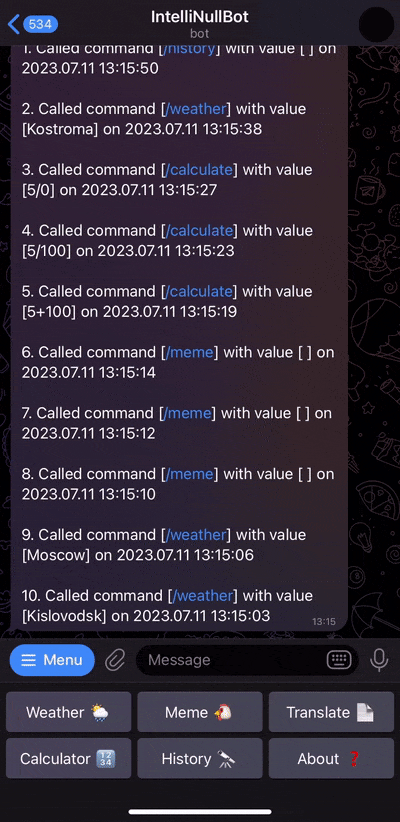 534
IntelliNullBot
bot
1. Called command [/history] with value [ ] on
2023.07.11 13:15:50
2. Called command [/weather] with value
[Kostroma] on 2023.07.11 13:15:38
3. Called command [/calculate] with value
[5/0] on 2023.07.11 13:15:27
4. Called command [/calculate] with value
[5/100] on 2023.07.11 13:15:23
5. Called command [/calculate] with value
[5+100] on 2023.07.11 13:15:19
6. Called command [/meme] with value [ ] on
2023.07.11 13:15:14
7. Called command [/meme] with value [ ] on
2023.07.11 13:15:12
8. Called command [/meme] with value [ ] on
2023.07.11 13:15:10
9. Called command [/weather] with value
[Moscow] on 2023.07.11 13:15:06
10. Called command [/weather] with value
[Kislovodsk] on 2023.07.11 13:15:03
13:15
Menu
Message
Weather 🌦️ Meme 🐔 Translate 📄
Calculator 🔢 History 🔭 About ❓